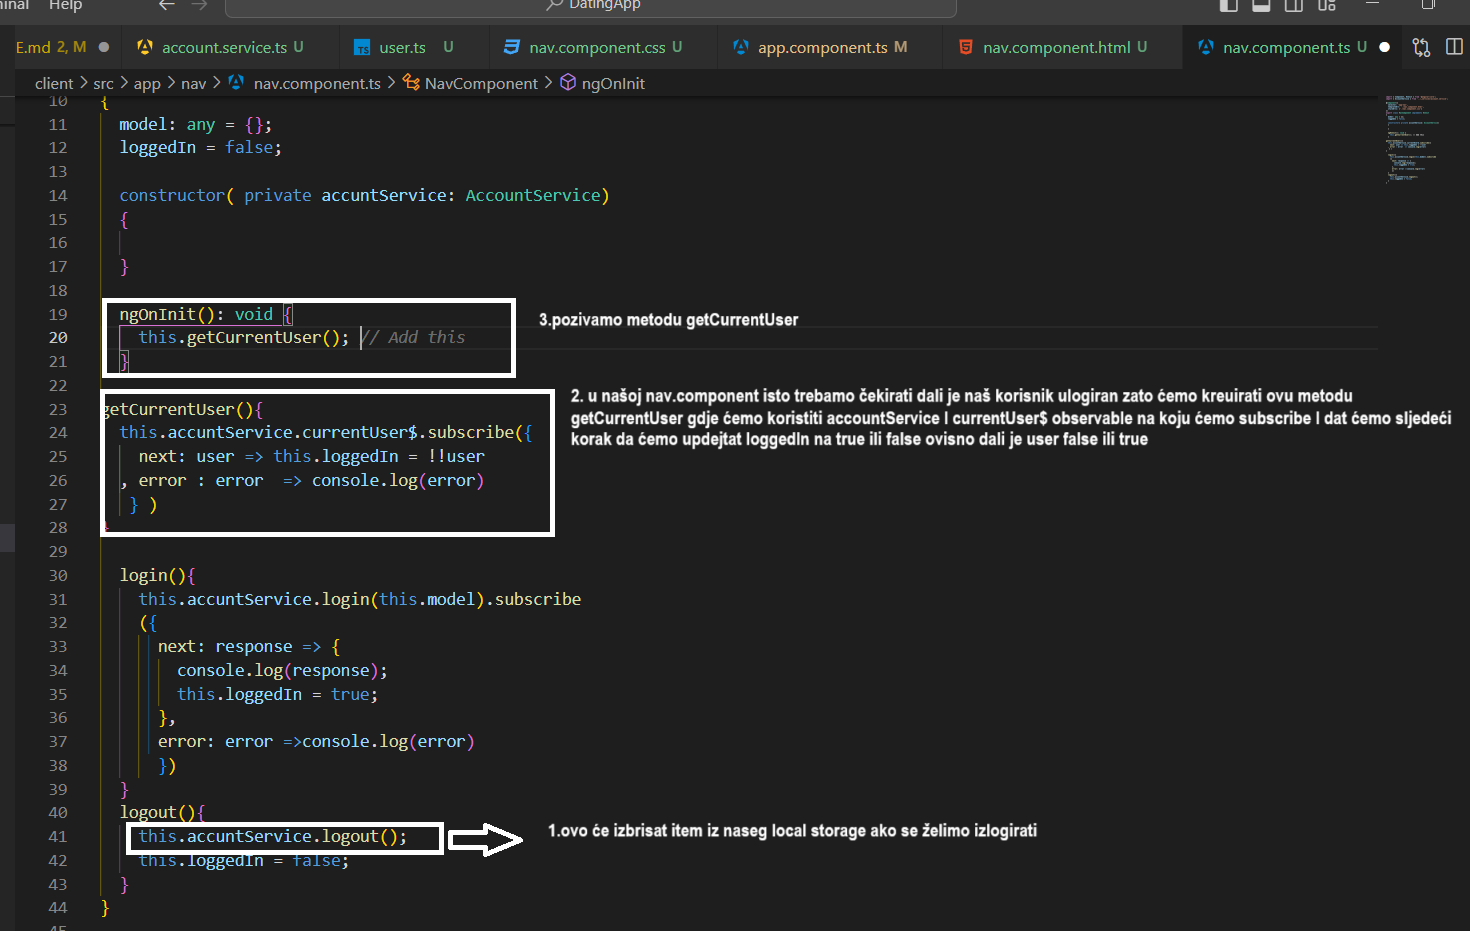 minal Help
DatingApp
E.md 2, M
account.service.ts U
user.ts U
nav.component.css U
app.component.ts M
nav.component.html U
nav.component.ts U
client > src > app > nav > nav.component.ts > NavComponent > ngOnInit
10 {
11 model: any = {};
12 loggedIn = false;
13
14 constructor( private accuntService: AccountService)
15 {
16
17 }
18
19 ngOnInit(): void {
20 this.getCurrentUser(); // Add this
21 }
3.pozivamo metodu getCurrentUser
22
23 getCurrentUser(){
24 this.accuntService.currentUser$.subscribe({
25 next: user => this.loggedIn = !!user
26 , error : error => console.log(error)
27 } )
28 }
2. u našoj nav.component isto trebamo čekirati dali je naš korisnik ulogiran zato ćemo kreuirati ovu metodu
getCurrentUser gdje ćemo koristiti accountService I currentUser$ observable na koju ćemo subscribe I dat ćemo sljedeći
korak da ćemo updejtat loggedIn na true ili false ovisno dali je user false ili true
29
30 login(){
31 this.accuntService.login(this.model).subscribe
32 ({
33 next: response => {
34 console.log(response);
35 this.loggedIn = true;
36 },
37 error: error =>console.log(error)
38 })
39 }
40 logout(){
41 this.accuntService.logout();
1.ovo će izbrisat item iz naseg local storage ako se želimo izlogirati
42 this.loggedIn = false;
43 }
44 }
45